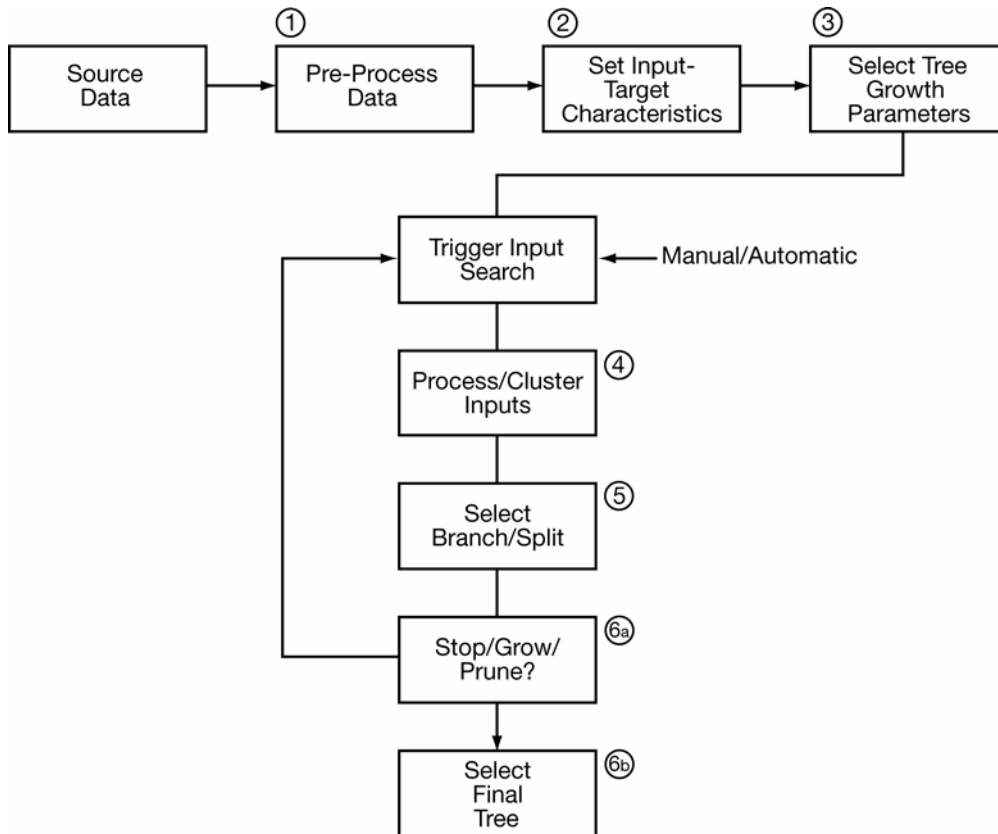 ①
Source
Data
Pre-Process
Data
②
Set Input-
Target
Characteristics
③
Select Tree
Growth
Parameters
Trigger Input
Search
Manual/Automatic
④
Process/Cluster
Inputs
⑤
Select
Branch/Split
6a
Stop/Grow/
Prune?
6b
Select
Final
Tree